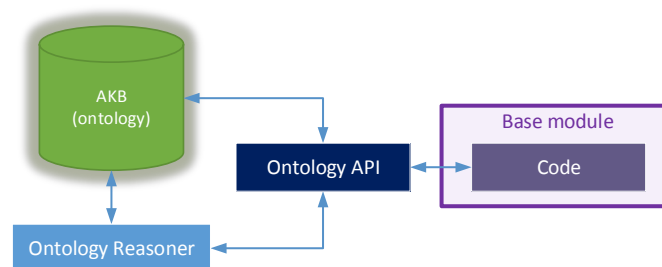 AKB
(ontology)
Base module
Ontology API
Code
Ontology Reasoner